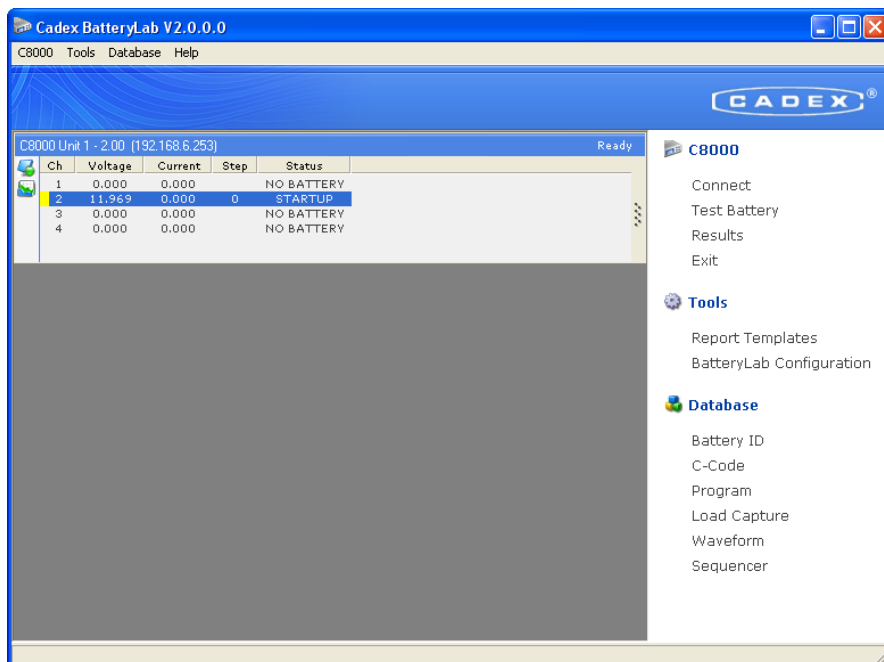 Cadex BatteryLab V2.0.0.0
C8000 Tools Database Help
CADEX®
C8000 Unit 1 - 2.00 (192.168.6.253) Ready
Ch Voltage Current Step Status
1 0.000 0.000 NO BATTERY
2 11.969 0.000 0 STARTUP
3 0.000 0.000 NO BATTERY
4 0.000 0.000 NO BATTERY
C8000
Connect
Test Battery
Results
Exit
Tools
Report Templates
BatteryLab Configuration
Database
Battery ID
C-Code
Program
Load Capture
Waveform
Sequencer